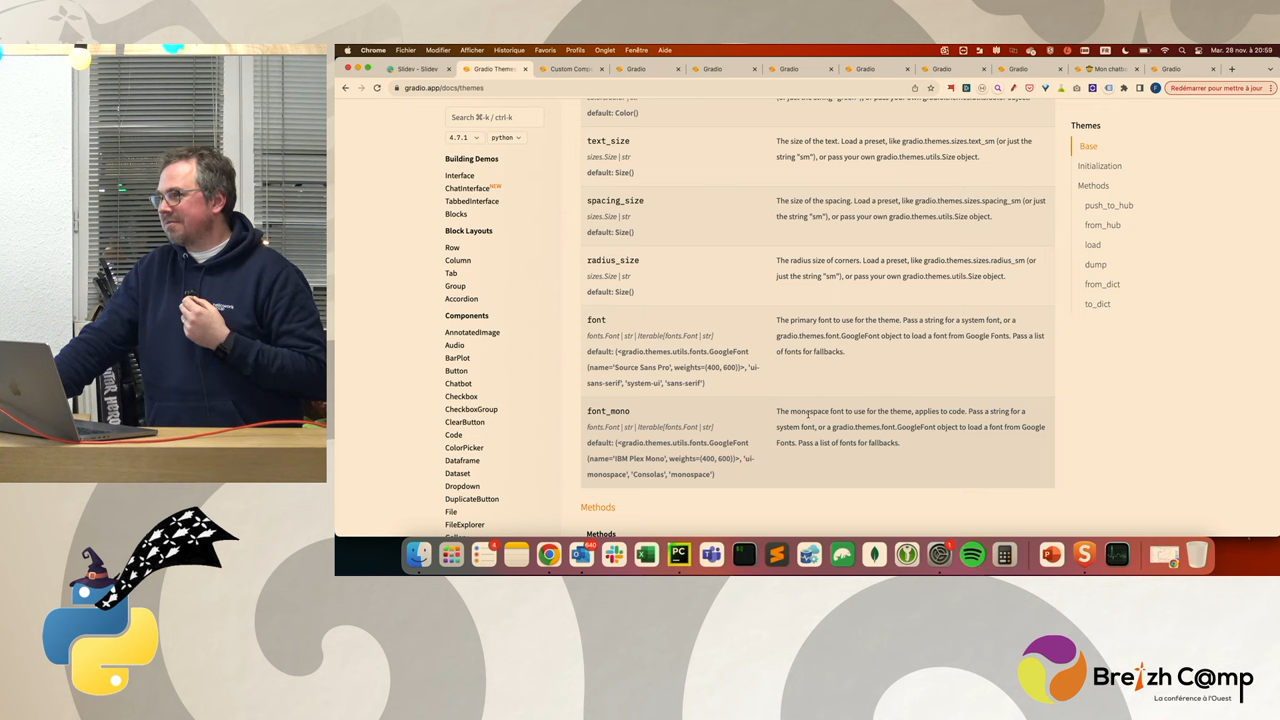 Chrome Fichier Modifier Afficher Historique Favoris Profils Onglet Fenêtre Aide
FR
Mar. 28 nov. à 20:59
Slidev - Slidev
Gradio Theme
Custom Comp
Gradio
Gradio
Gradio
Gradio
Gradio
Gradio
Mon chatb
Gradio
gradio.app/docs/themes
Redémarrer pour mettre à jour
Search ⌘-k / ctrl-k
4.7.1
python
Building Demos
Interface
ChatInterface NEW
TabbedInterface
Blocks
Block Layouts
Row
Column
Tab
Group
Accordion
Components
AnnotatedImage
Audio
BarPlot
Button
Chatbot
Checkbox
CheckboxGroup
ClearButton
Code
ColorPicker
Dataframe
Dataset
Dropdown
DuplicateButton
File
FileExplorer
default: Color()
text_size
sizes.Size | str
default: Size()
The size of the text. Load a preset, like gradio.themes.sizes.text_sm (or just
the string "sm"), or pass your own gradio.themes.utils.Size object.
spacing_size
sizes.Size | str
default: Size()
The size of the spacing. Load a preset, like gradio.themes.sizes.spacing_sm (or just
the string "sm"), or pass your own gradio.themes.utils.Size object.
radius_size
sizes.Size | str
default: Size()
The radius size of corners. Load a preset, like gradio.themes.sizes.radius_sm (or
just the string "sm"), or pass your own gradio.themes.utils.Size object.
font
fonts.Font | str | Iterable[fonts.Font | str]
default: (<gradio.themes.utils.fonts.GoogleFont
(name='Source Sans Pro', weights=(400, 600))>, 'ui-
sans-serif', 'system-ui', 'sans-serif')
The primary font to use for the theme. Pass a string for a system font, or a
gradio.themes.font.GoogleFont object to load a font from Google Fonts. Pass a list
of fonts for fallbacks.
font_mono
fonts.Font | str | Iterable[fonts.Font | str]
default: (<gradio.themes.utils.fonts.GoogleFont
(name='IBM Plex Mono', weights=(400, 600))>, 'ui-
monospace', 'Consolas', 'monospace')
The monospace font to use for the theme, applies to code. Pass a string for a
system font, or a gradio.themes.font.GoogleFont object to load a font from Google
Fonts. Pass a list of fonts for fallbacks.
Methods
Methods
Themes
Base
Initialization
Methods
push_to_hub
from_hub
load
dump
from_dict
to_dict
4
640
PC
1
Breizh C@mp
La conférence à l'Ouest